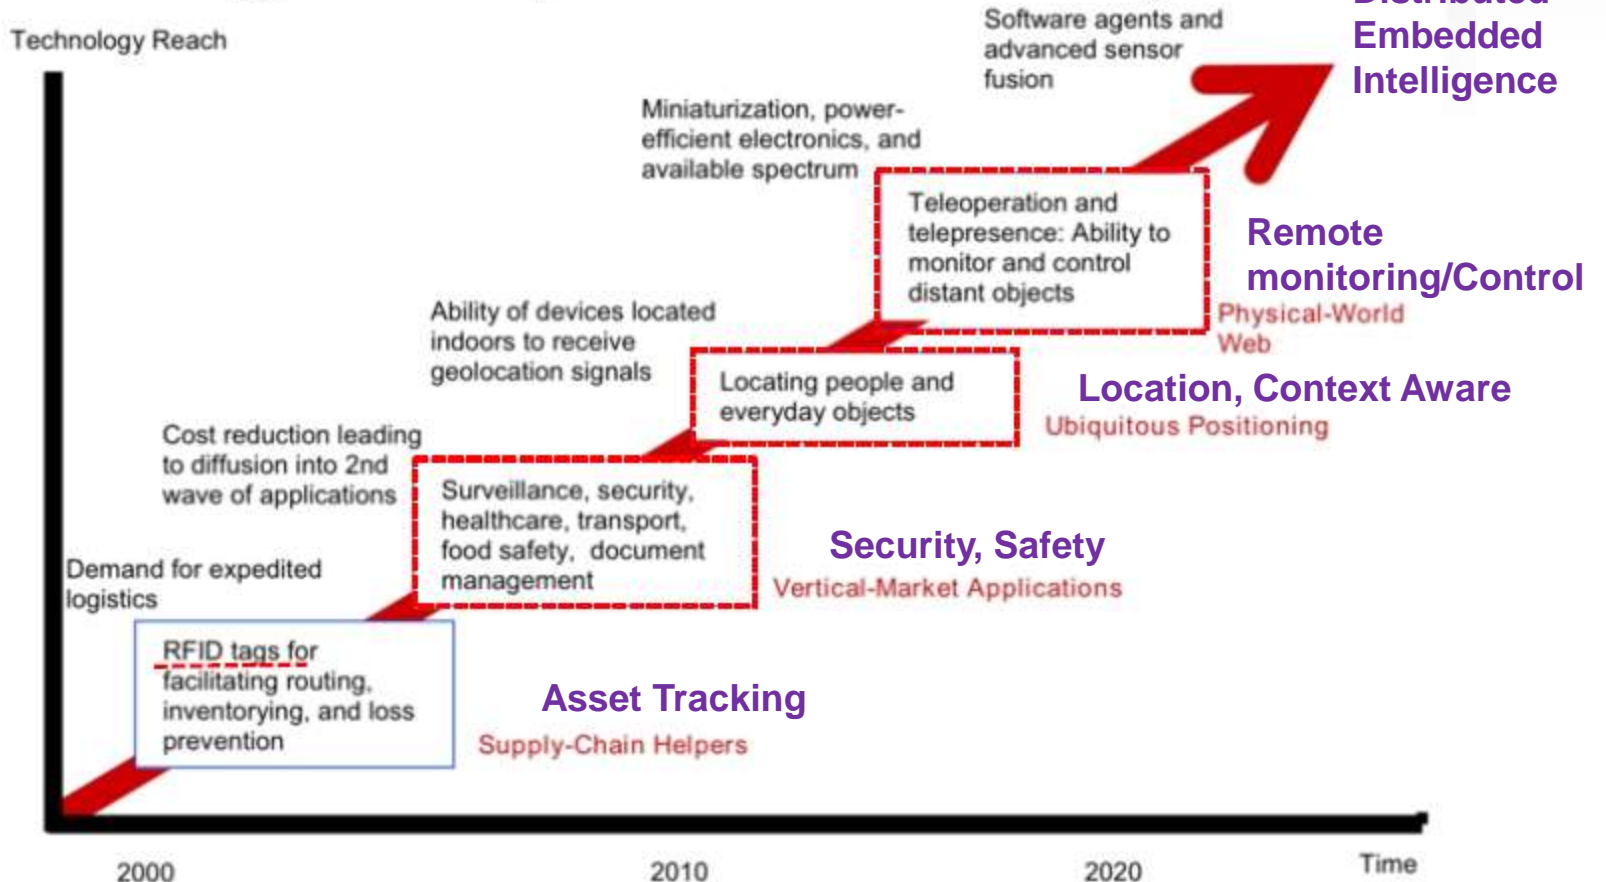 Technology Reach
Software agents and
advanced sensor
fusion
Distributed
Embedded
Intelligence
Miniaturization, power-
efficient electronics, and
available spectrum
Teleoperation and
telepresence: Ability to
monitor and control
distant objects
Remote
monitoring/Control
Physical-World
Web
Ability of devices located
indoors to receive
geolocation signals
Locating people and
everyday objects
Location, Context Aware
Ubiquitous Positioning
Cost reduction leading
to diffusion into 2nd
wave of applications
Surveillance, security,
healthcare, transport,
food safety, document
management
Security, Safety
Vertical-Market Applications
Demand for expedited
logistics
RFID tags for
facilitating routing,
inventorying, and loss
prevention
Asset Tracking
Supply-Chain Helpers
2000
2010
2020
Time